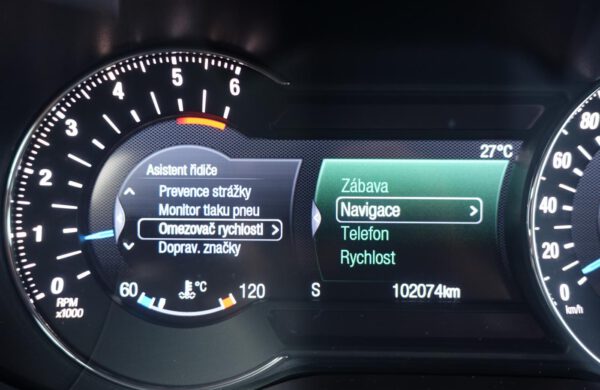 6
5
4
3
2
1
0
RPM
x1000
Asistent řidiče
Prevence strážky
Monitor tlaku pneu
Omezovač rychlosti >
Doprav. značky
60 °C 120
27°C
Zábava
Navigace >
Telefon
Rychlost
S 102074km
80
60
40
20
0
km/h